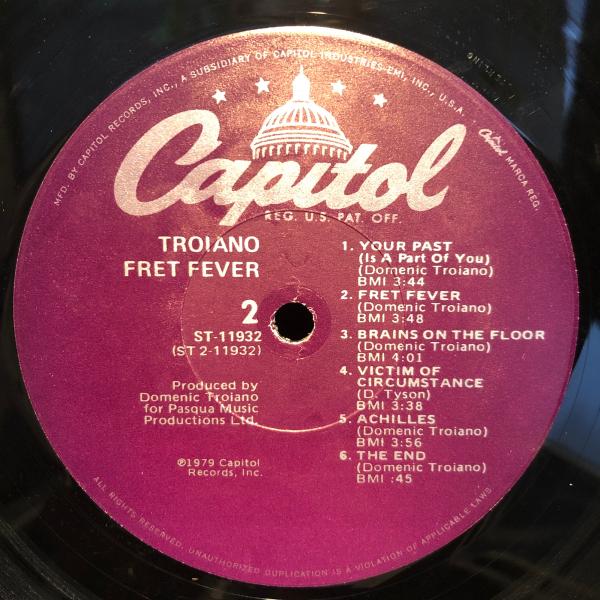 MFD. BY CAPITOL RECORDS, INC., A SUBSIDIARY OF CAPITOL INDUSTRIES-EMI, INC., U.S.A.
Capitol MARCA REG.
Capitol
REG. U.S. PAT. OFF.
TROIANO
FRET FEVER
2
ST-11932
(ST 2-11932)
Produced by
Domenic Troiano
for Pasqua Music
Productions Ltd.
℗1979 Capitol
Records, Inc.
1. YOUR PAST
(Is A Part Of You)
(Domenic Troiano)
BMI 3:44
2. FRET FEVER
(Domenic Troiano)
BMI 3:48
3. BRAINS ON THE FLOOR
(Domenic Troiano)
BMI 4:01
4. VICTIM OF
CIRCUMSTANCE
(D. Tyson)
BMI 3:38
5. ACHILLES
(Domenic Troiano)
BMI 3:56
6. THE END
(Domenic Troiano)
BMI :45
ALL RIGHTS RESERVED. UNAUTHORIZED DUPLICATION IS A VIOLATION OF APPLICABLE LAWS